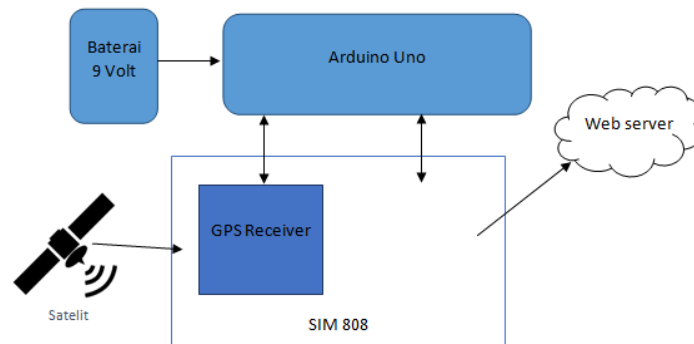 Baterai
9 Volt
Arduino Uno
Web server
GPS Receiver
Satelit
SIM 808